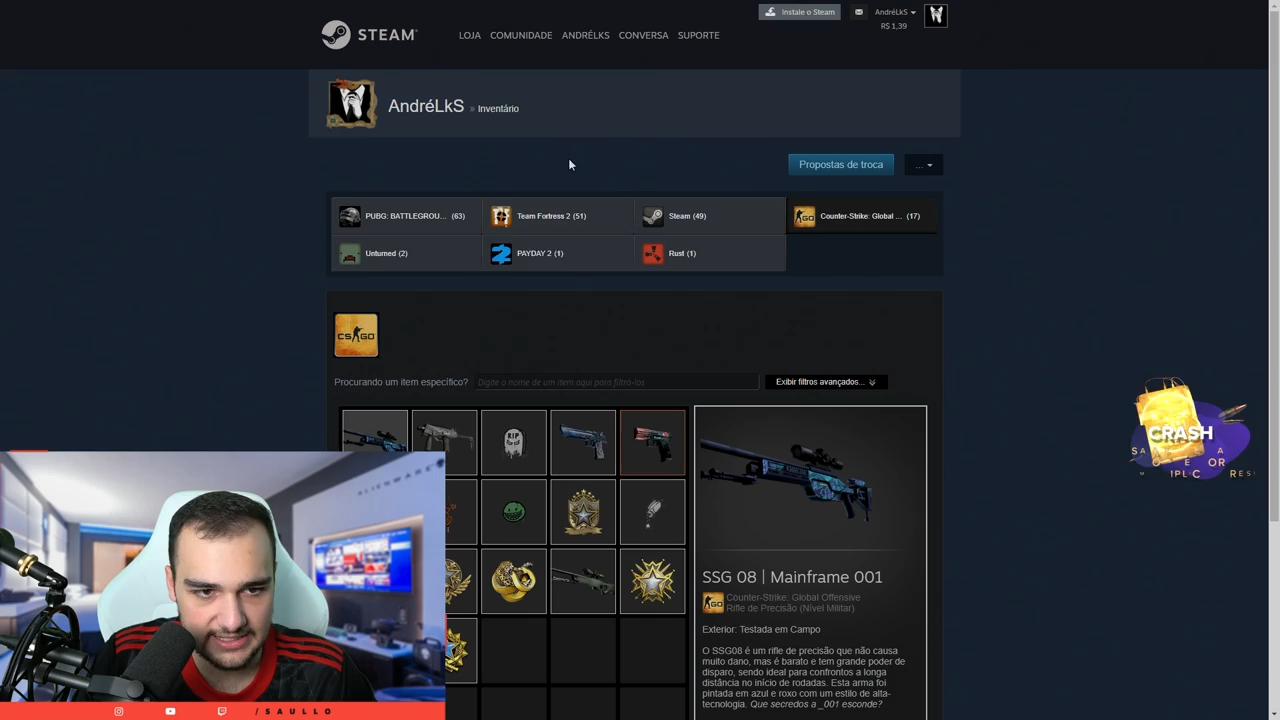 Instale o Steam
AndréLkS
R$ 1,39
STEAM
LOJA COMUNIDADE ANDRÉLKS CONVERSA SUPORTE
AndréLkS » Inventário
Propostas de troca
...
PUBG: BATTLEGROU... (63)
Team Fortress 2 (51)
Steam (49)
Counter-Strike: Global ... (17)
Unturned (2)
PAYDAY 2 (1)
Rust (1)
CS GO
Procurando um item específico?
Digite o nome de um item aqui para filtrá-los
Exibir filtros avançados...
CRASH
SSG 08 | Mainframe 001
Counter-Strike: Global Offensive
Rifle de Precisão (Nível Militar)
Exterior: Testada em Campo
O SSG08 é um rifle de precisão que não causa
muito dano, mas é barato e tem grande poder de
disparo, sendo ideal para confrontos a longa
distância no início de rodadas. Esta arma foi
pintada em azul e roxo com um estilo de alta-
tecnologia. Que secredos a _001 esconde?
ALIENWARE
/SAULLO